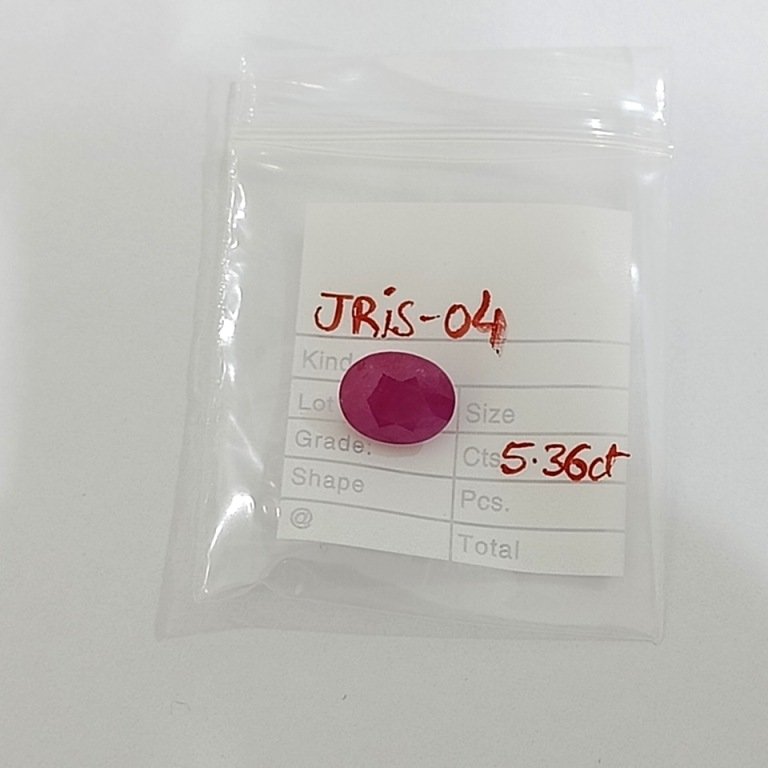 JRiS-04
Kind
Lot Size
Grade: Cts 5.36ct
Shape Pcs.
@ Total